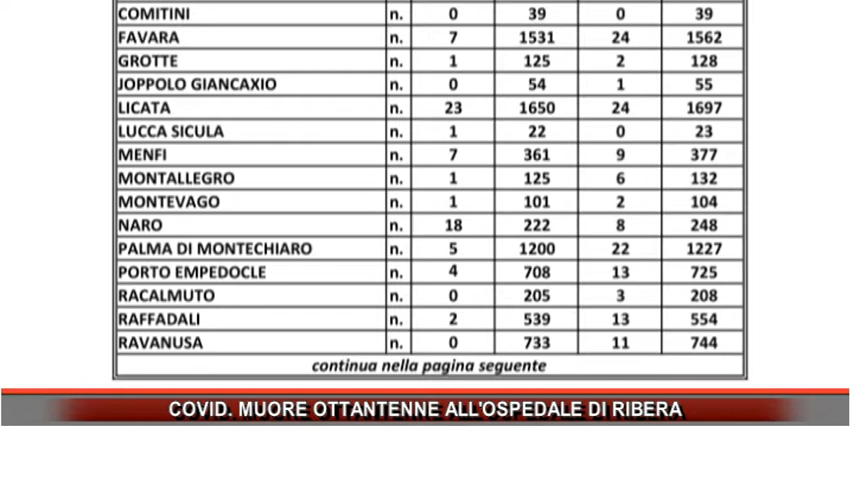 COMITINI n. 0 39 0 39
FAVARA n. 7 1531 24 1562
GROTTE n. 1 125 2 128
JOPPOLO GIANCAXIO n. 0 54 1 55
LICATA n. 23 1650 24 1697
LUCCA SICULA n. 1 22 0 23
MENFI n. 7 361 9 377
MONTALLEGRO n. 1 125 6 132
MONTEVAGO n. 1 101 2 104
NARO n. 18 222 8 248
PALMA DI MONTECHIARO n. 5 1200 22 1227
PORTO EMPEDOCLE n. 4 708 13 725
RACALMUTO n. 0 205 3 208
RAFFADALI n. 2 539 13 554
RAVANUSA n. 0 733 11 744
continua nella pagina seguente
COVID. MUORE OTTANTENNE ALL'OSPEDALE DI RIBERA